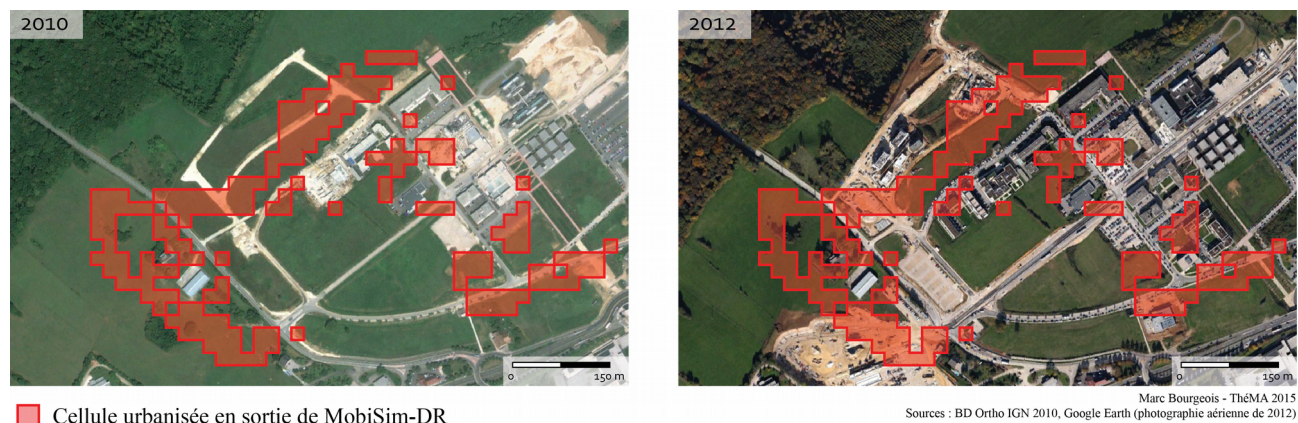 2010
2012
0 150 m
0 150 m
Cellule urbanisée en sortie de MobiSim-DR
Marc Bourgeois - ThéMA 2015
Sources : BD Ortho IGN 2010, Google Earth (photographie aérienne de 2012)